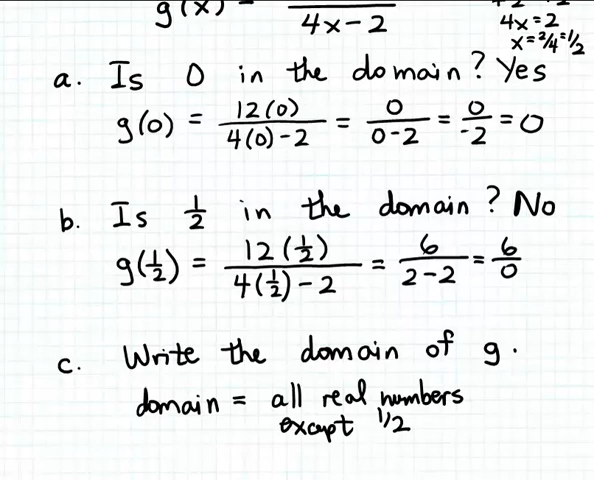 g(x) = 4x-2
4x=2
x=2/4=1/2
a. Is 0 in the domain? Yes
g(0) = 12(0)/4(0)-2 = 0/0-2 = 0/-2 = 0
b. Is 1/2 in the domain? No
g(1/2) = 12(1/2)/4(1/2)-2 = 6/2-2 = 6/0
c. Write the domain of g.
domain = all real numbers
except 1/2